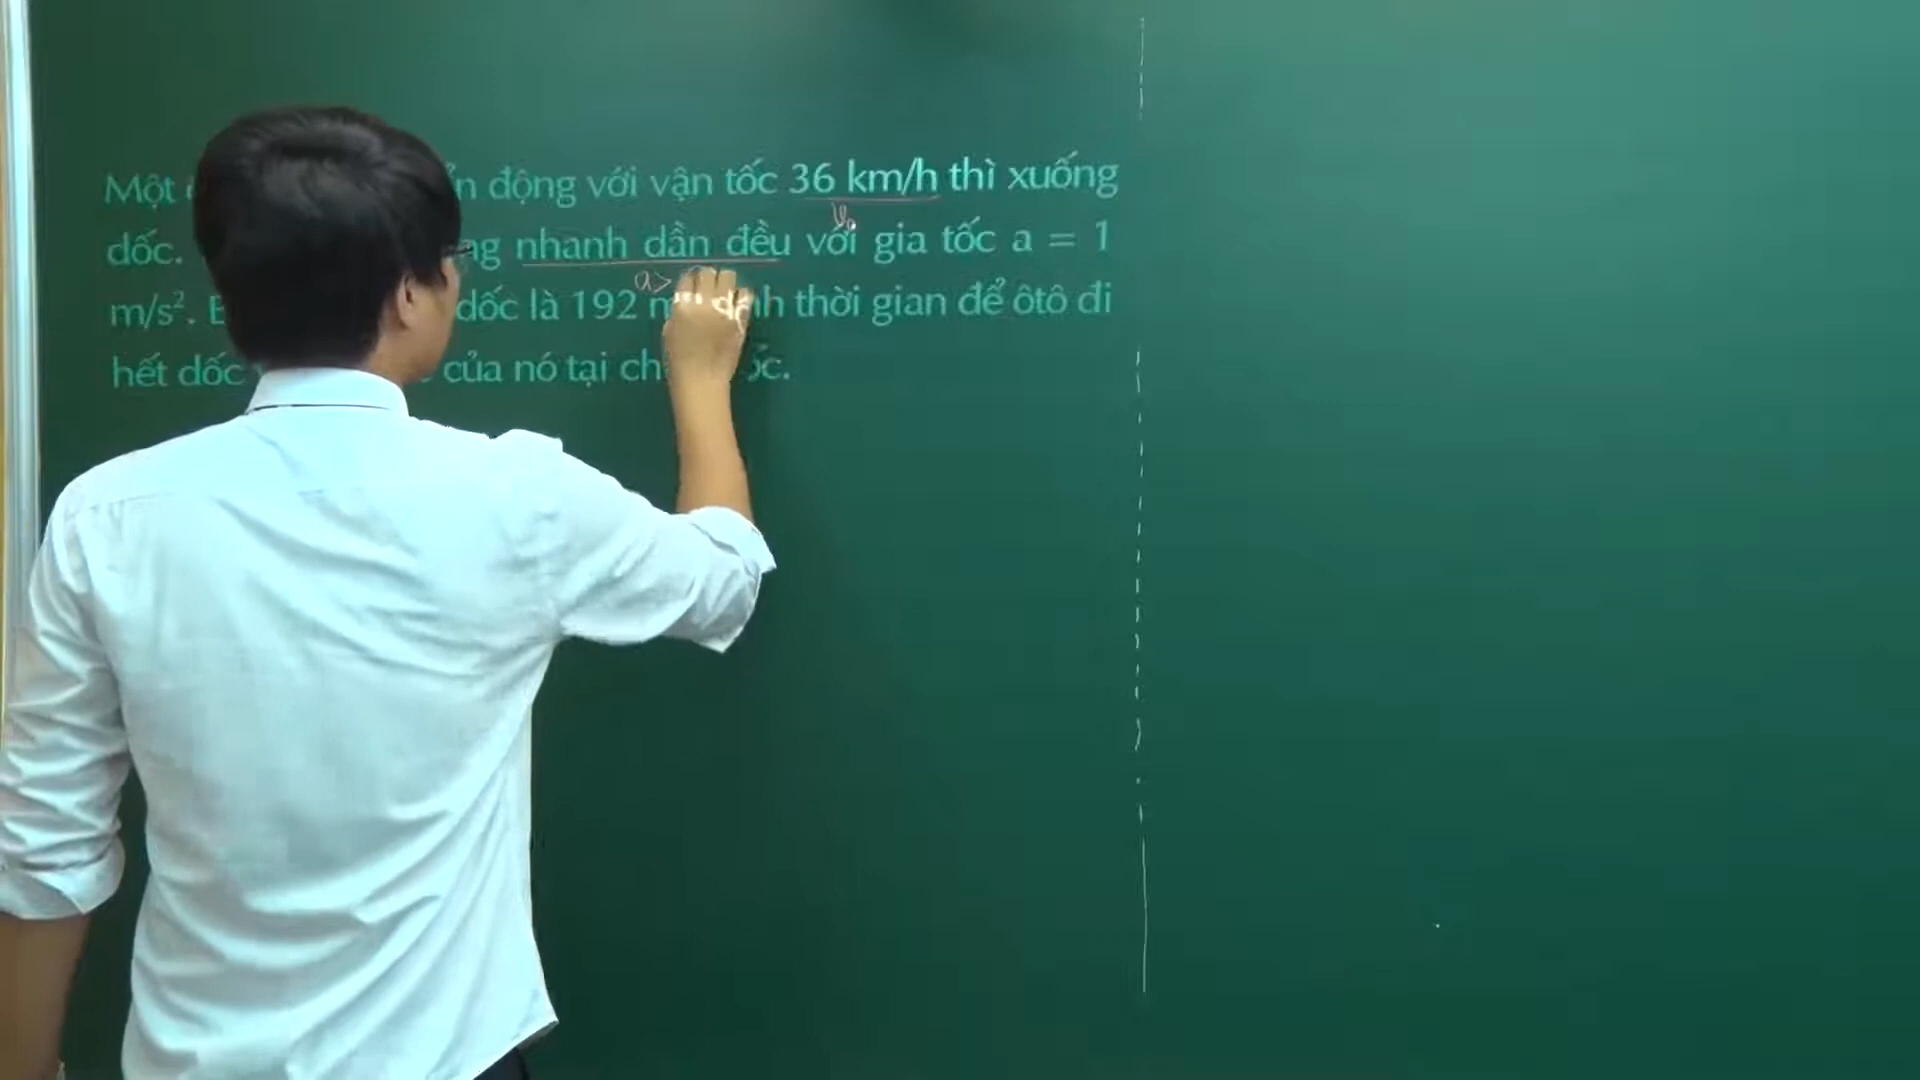 Một động với vận tốc 36 km/h thì xuống
v₀
dốc. nhanh dần đều với gia tốc a = 1
a>
m/s². dốc là 192 thời gian để ôtô đi
hết dốc của nó tại